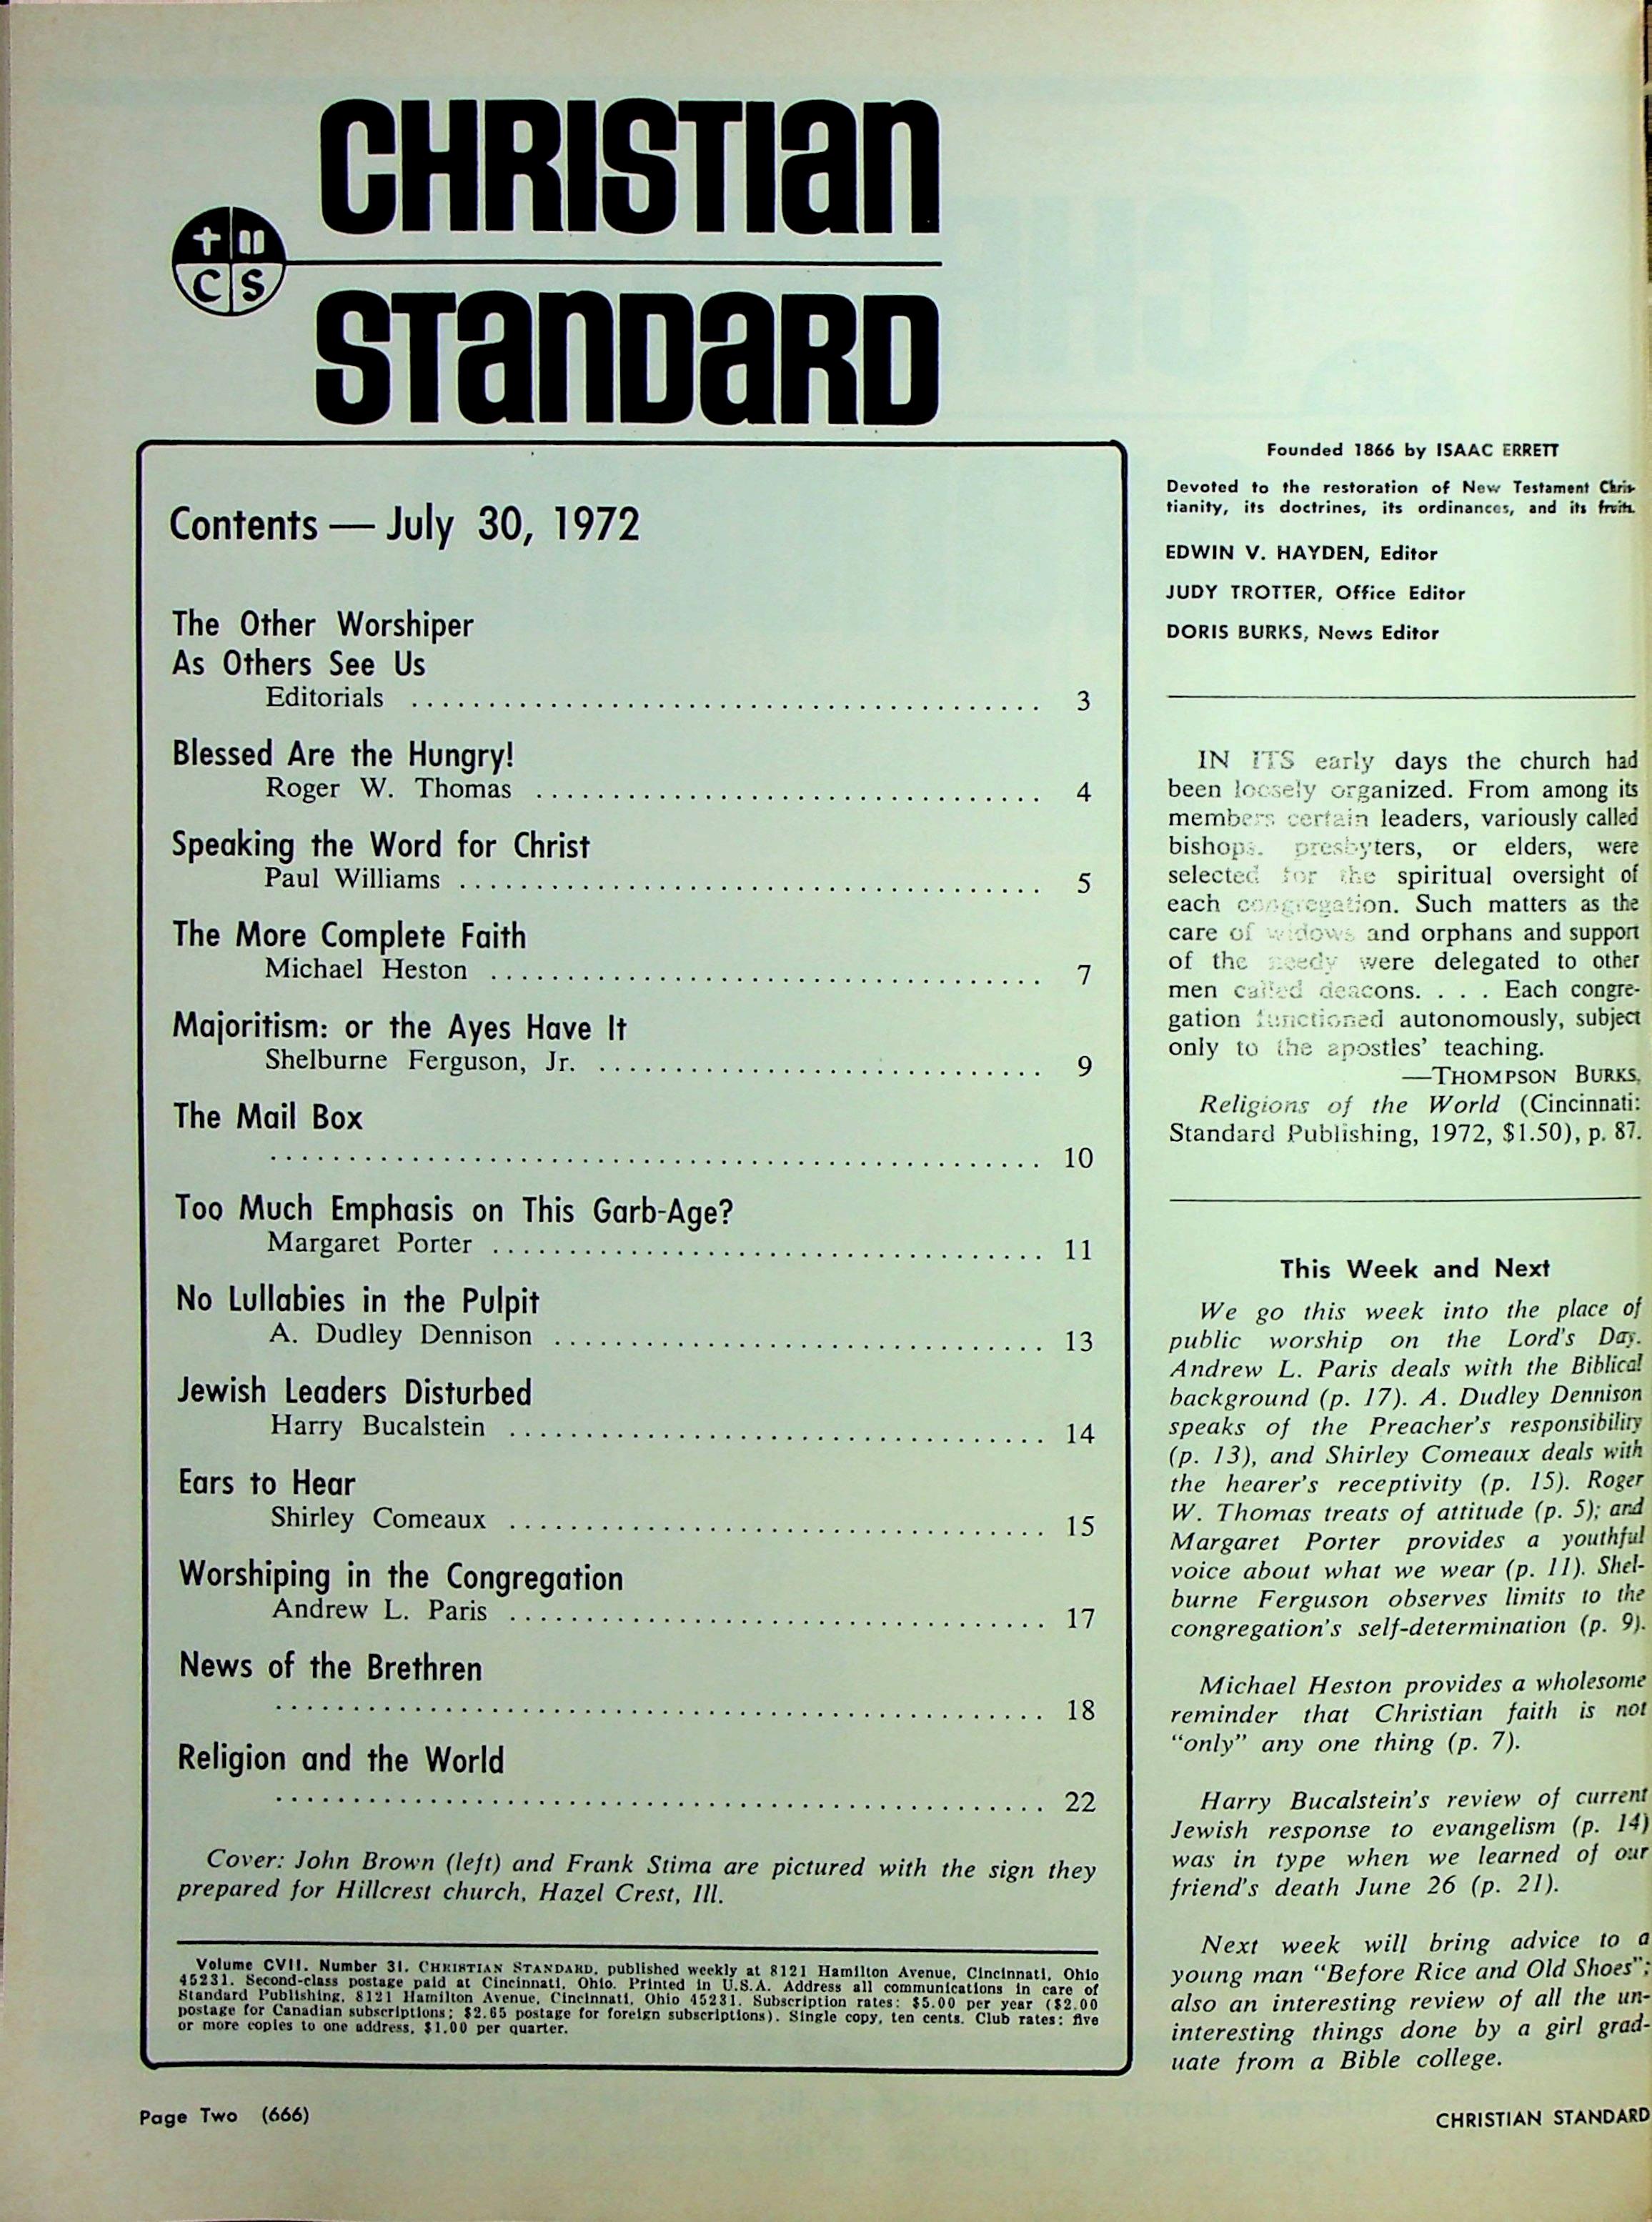 CHRISTIAN
STANDARD
C S
Contents — July 30, 1972
The Other Worshiper
As Others See Us
Editorials ........................................ 3
Blessed Are the Hungry!
Roger W. Thomas ................................. 4
Speaking the Word for Christ
Paul Williams ...................................... 5
The More Complete Faith
Michael Heston .................................... 7
Majoritism: or the Ayes Have It
Shelburne Ferguson, Jr. ............................. 9
The Mail Box
.................................................. 10
Too Much Emphasis on This Garb-Age?
Margaret Porter .................................... 11
No Lullabies in the Pulpit
A. Dudley Dennison ................................ 13
Jewish Leaders Disturbed
Harry Bucalstein ................................... 14
Ears to Hear
Shirley Comeaux ................................... 15
Worshiping in the Congregation
Andrew L. Paris ................................... 17
News of the Brethren
.................................................. 18
Religion and the World
.................................................. 22
Cover: John Brown (left) and Frank Stima are pictured with the sign they
prepared for Hillcrest church, Hazel Crest, Ill.
Volume CVII. Number 31. CHRISTIAN STANDARD, published weekly at 8121 Hamilton Avenue, Cincinnati, Ohio
45231. Second-class postage paid at Cincinnati, Ohio. Printed in U.S.A. Address all communications in care of
Standard Publishing, 8121 Hamilton Avenue, Cincinnati, Ohio 45231. Subscription rates: $5.00 per year ($2.00
postage for Canadian subscriptions; $2.65 postage for foreign subscriptions). Single copy, ten cents. Club rates: five
or more copies to one address, $1.00 per quarter.
Founded 1866 by ISAAC ERRETT
Devoted to the restoration of New Testament Chris-
tianity, its doctrines, its ordinances, and its fruits.
EDWIN V. HAYDEN, Editor
JUDY TROTTER, Office Editor
DORIS BURKS, News Editor
IN ITS early days the church had
been loosely organized. From among its
members certain leaders, variously called
bishops, presbyters, or elders, were
selected for the spiritual oversight of
each congregation. Such matters as the
care of widows and orphans and support
of the needy were delegated to other
men called deacons. . . . Each congre-
gation functioned autonomously, subject
only to the apostles' teaching.
—THOMPSON BURKS,
Religions of the World (Cincinnati:
Standard Publishing, 1972, $1.50), p. 87.
This Week and Next
We go this week into the place of
public worship on the Lord's Day.
Andrew L. Paris deals with the Biblical
background (p. 17). A. Dudley Dennison
speaks of the Preacher's responsibility
(p. 13), and Shirley Comeaux deals with
the hearer's receptivity (p. 15). Roger
W. Thomas treats of attitude (p. 5); and
Margaret Porter provides a youthful
voice about what we wear (p. 11). Shel-
burne Ferguson observes limits to the
congregation's self-determination (p. 9).
Michael Heston provides a wholesome
reminder that Christian faith is not
"only" any one thing (p. 7).
Harry Bucalstein's review of current
Jewish response to evangelism (p. 14)
was in type when we learned of our
friend's death June 26 (p. 21).
Next week will bring advice to a
young man "Before Rice and Old Shoes";
also an interesting review of all the un-
interesting things done by a girl grad-
uate from a Bible college.
Page Two (666)
CHRISTIAN STANDARD